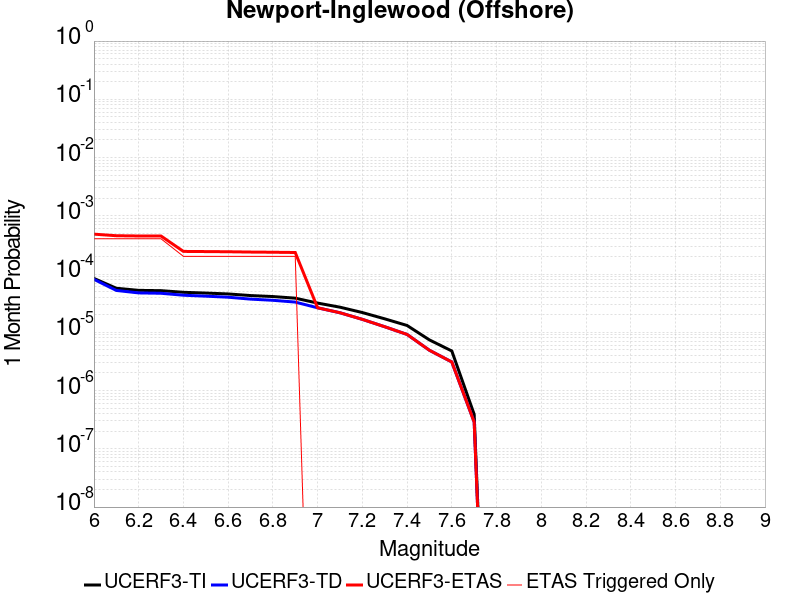 Newport-Inglewood (Offshore)
10^0
10^-1
10^-2
10^-3
10^-4
10^-5
10^-6
10^-7
10^-8
1 Month Probability
6 6.2 6.4 6.6 6.8 7 7.2 7.4 7.6 7.8 8 8.2 8.4 8.6 8.8 9
Magnitude
UCERF3-TI UCERF3-TD UCERF3-ETAS ETAS Triggered Only